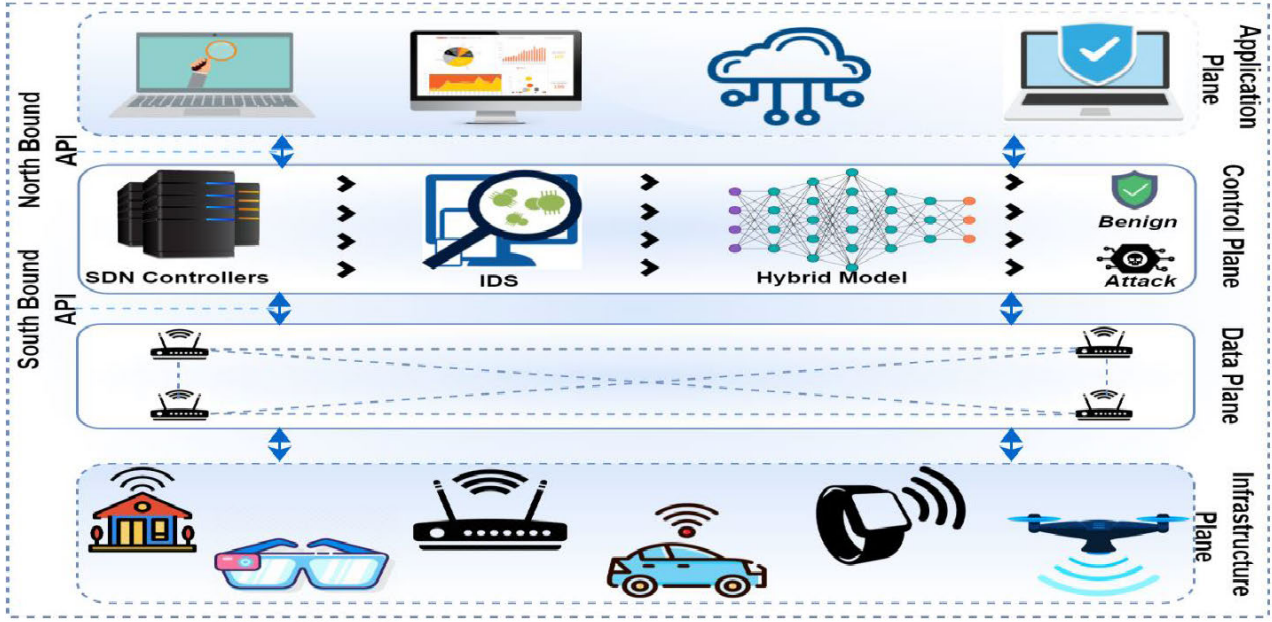 Application
Plane
North Bound
API
SDN Controllers
IDS
Hybrid Model
Benign
Attack
Control Plane
South Bound
API
Data Plane
Infrastructure
Plane